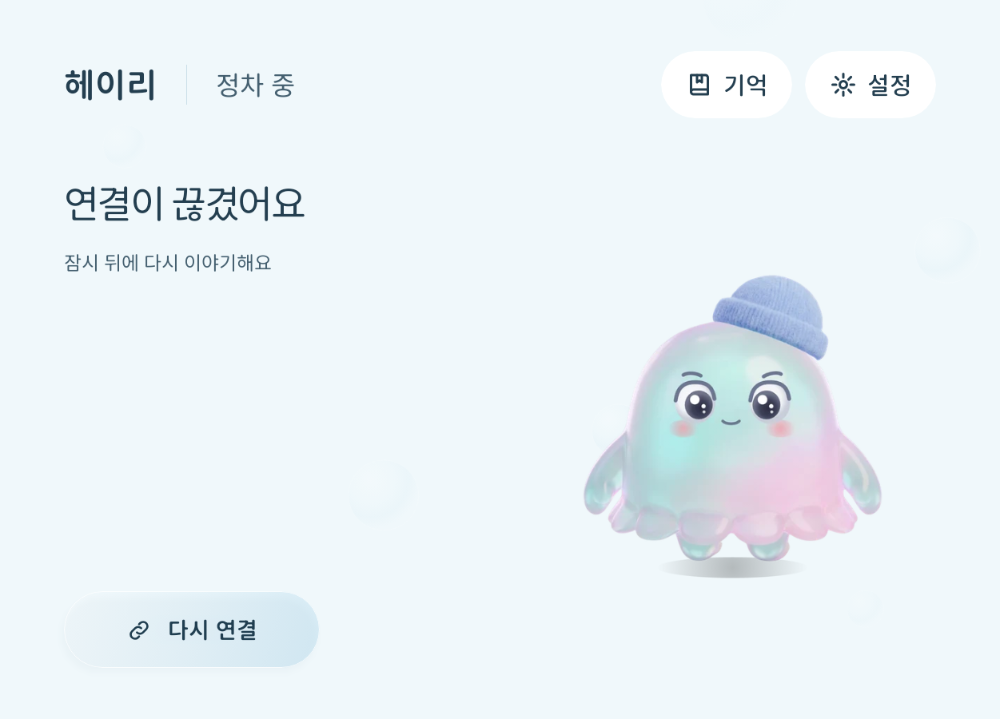 헤이리
정차 중
기억
설정
연결이 끊겼어요
잠시 뒤에 다시 이야기해요
다시 연결